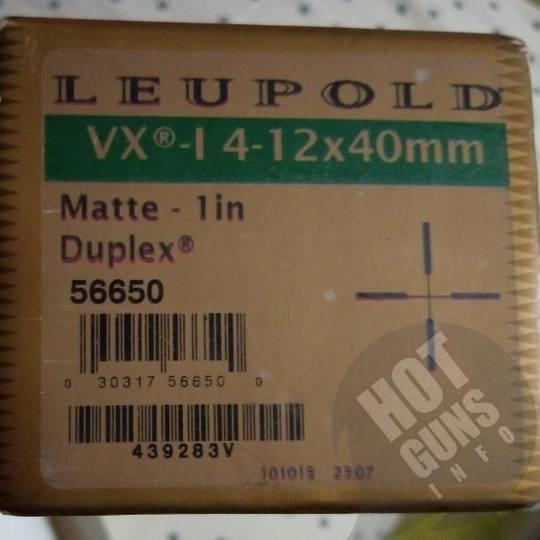 LEUPOLD
VX®-I 4-12x40mm
Matte - 1in
Duplex®
56650
0 30317 56650 0
439283V
101015 23:07
HOT
GUNS
INFO